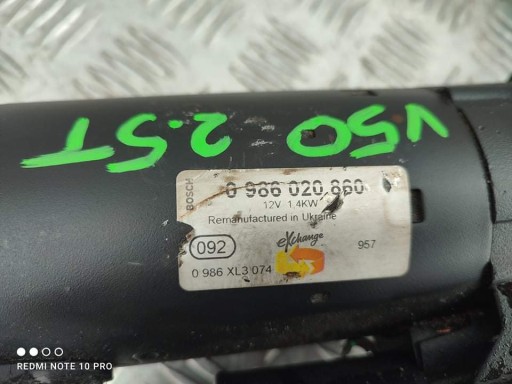 V50 2.5T
BOSCH
0 986 020 860
12V 1,4KW
Remanufactured in Ukraine
092
eXchange
957
0 986 XL3 074
REDMI NOTE 10 PRO